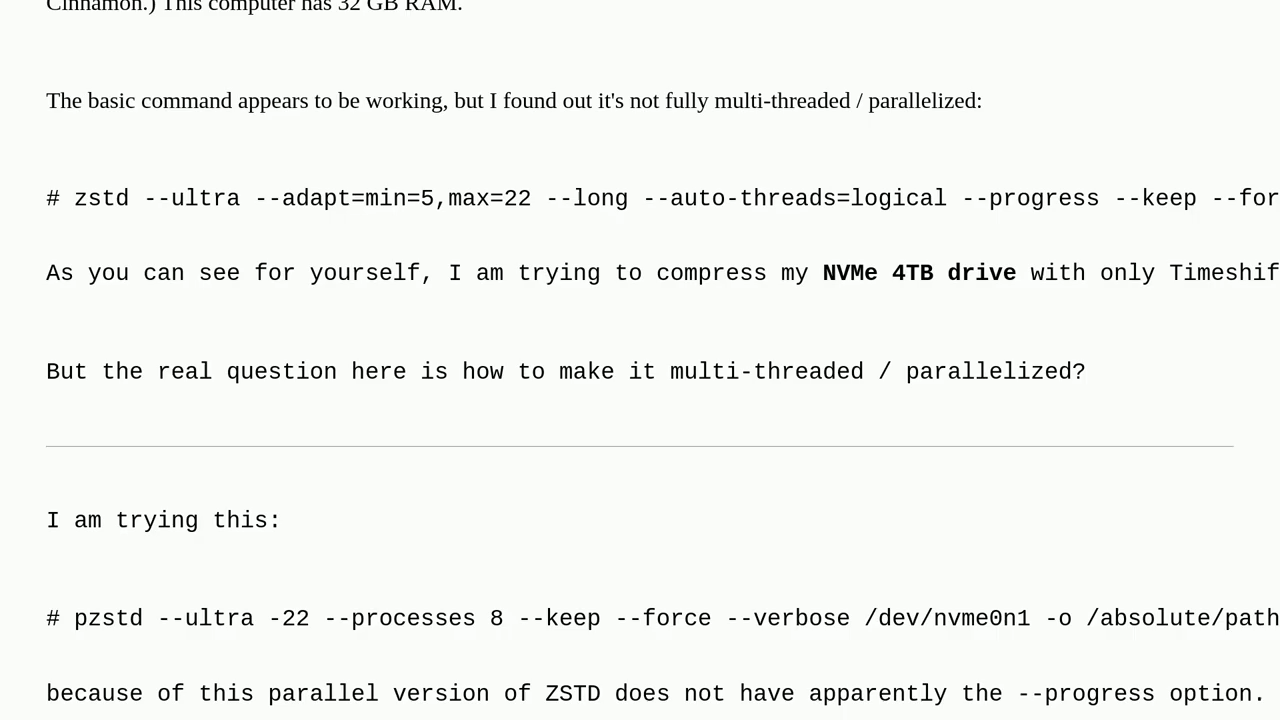 Cinnamon.) This computer has 32 GB RAM.
The basic command appears to be working, but I found out it's not fully multi-threaded / parallelized:
# zstd --ultra --adapt=min=5,max=22 --long --auto-threads=logical --progress --keep --for
As you can see for yourself, I am trying to compress my NVMe 4TB drive with only Timeshif
But the real question here is how to make it multi-threaded / parallelized?
I am trying this:
# pzstd --ultra -22 --processes 8 --keep --force --verbose /dev/nvme0n1 -o /absolute/path
because of this parallel version of ZSTD does not have apparently the --progress option.